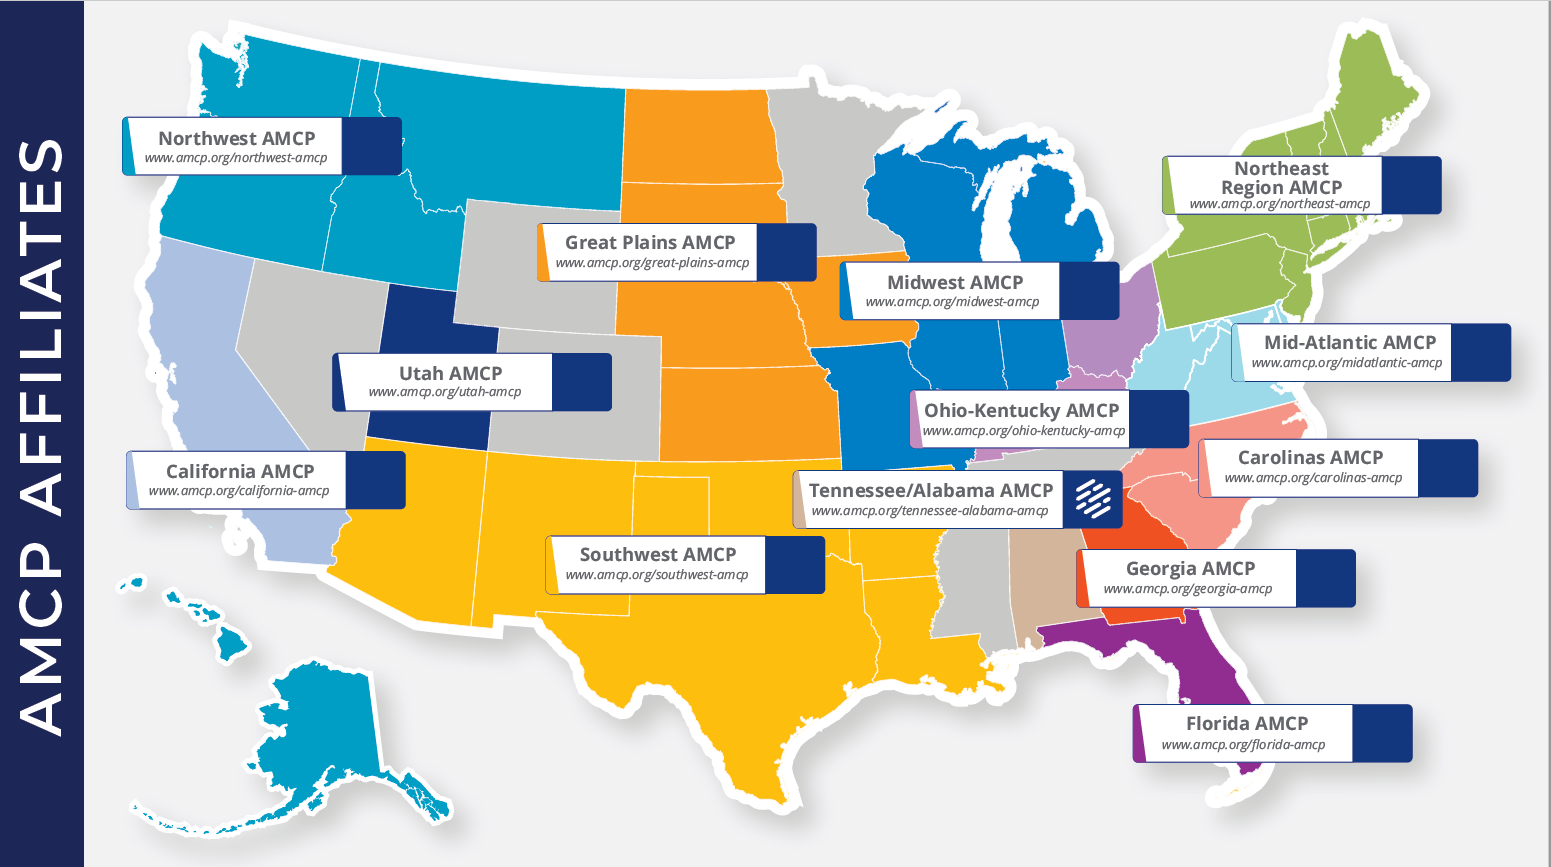 AMCP AFFILIATES
Northwest AMCP
www.amcp.org/northwest-amcp
Northeast
Region AMCP
www.amcp.org/northeast-amcp
Great Plains AMCP
www.amcp.org/great-plains-amcp
Midwest AMCP
www.amcp.org/midwest-amcp
Mid-Atlantic AMCP
www.amcp.org/midatlantic-amcp
Utah AMCP
www.amcp.org/utah-amcp
Ohio-Kentucky AMCP
www.amcp.org/ohio-kentucky-amcp
Carolinas AMCP
www.amcp.org/carolinas-amcp
California AMCP
www.amcp.org/california-amcp
Tennessee/Alabama AMCP
www.amcp.org/tennessee-alabama-amcp
Southwest AMCP
www.amcp.org/southwest-amcp
Georgia AMCP
www.amcp.org/georgia-amcp
Florida AMCP
www.amcp.org/florida-amcp